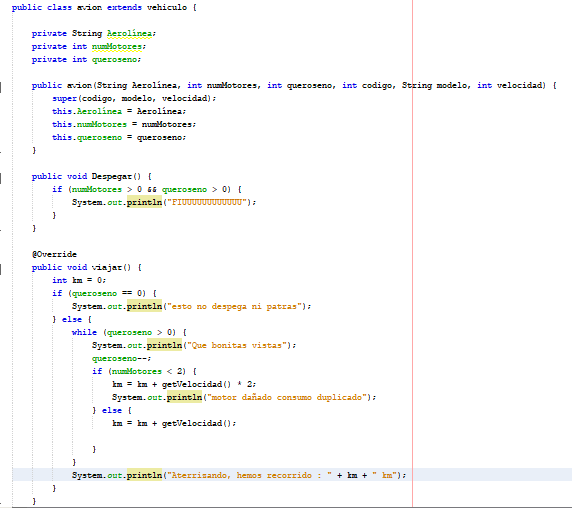 public class avion extends vehiculo {
private String Aerolínea;
private int numMotores;
private int queroseno;
public avion(String Aerolínea, int numMotores, int queroseno, int codigo, String modelo, int velocidad) {
super(codigo, modelo, velocidad);
this.Aerolínea = Aerolínea;
this.numMotores = numMotores;
this.queroseno = queroseno;
}
public void Despegar() {
if (numMotores > 0 && queroseno > 0) {
System.out.println("FIUUUUUUUUUUU");
}
}
@Override
public void viajar() {
int km = 0;
if (queroseno == 0) {
System.out.println("esto no despega ni patras");
} else {
while (queroseno > 0) {
System.out.println("Que bonitas vistas");
queroseno--;
if (numMotores < 2) {
km = km + getVelocidad() * 2;
System.out.println("motor dañado consumo duplicado");
} else {
km = km + getVelocidad();
}
}
System.out.println("Aterrisando, hemos recorrido : " + km + " km");
}
}